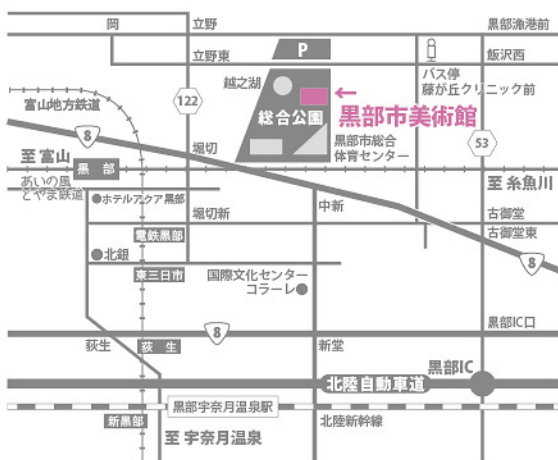 岡
立野
黒部漁港前
立野東
P
飯沢西
越之湖
バス停
藤が丘クリニック前
富山地方鉄道
122
総合公園
黒部市美術館
8
堀切
黒部市総合
体育センター
53
至 富山
黒 部
至 糸魚川
あいの風
とやま鉄道
ホテルアクア黒部
中新
堀切新
古御堂
電鉄黒部
古御堂東
北銀
8
東三日市
国際文化センター
コラーレ
8
黒部IC口
荻生
荻 生
新堂
黒部IC
北陸自動車道
黒部宇奈月温泉駅
新黒部
北陸新幹線
至 宇奈月温泉